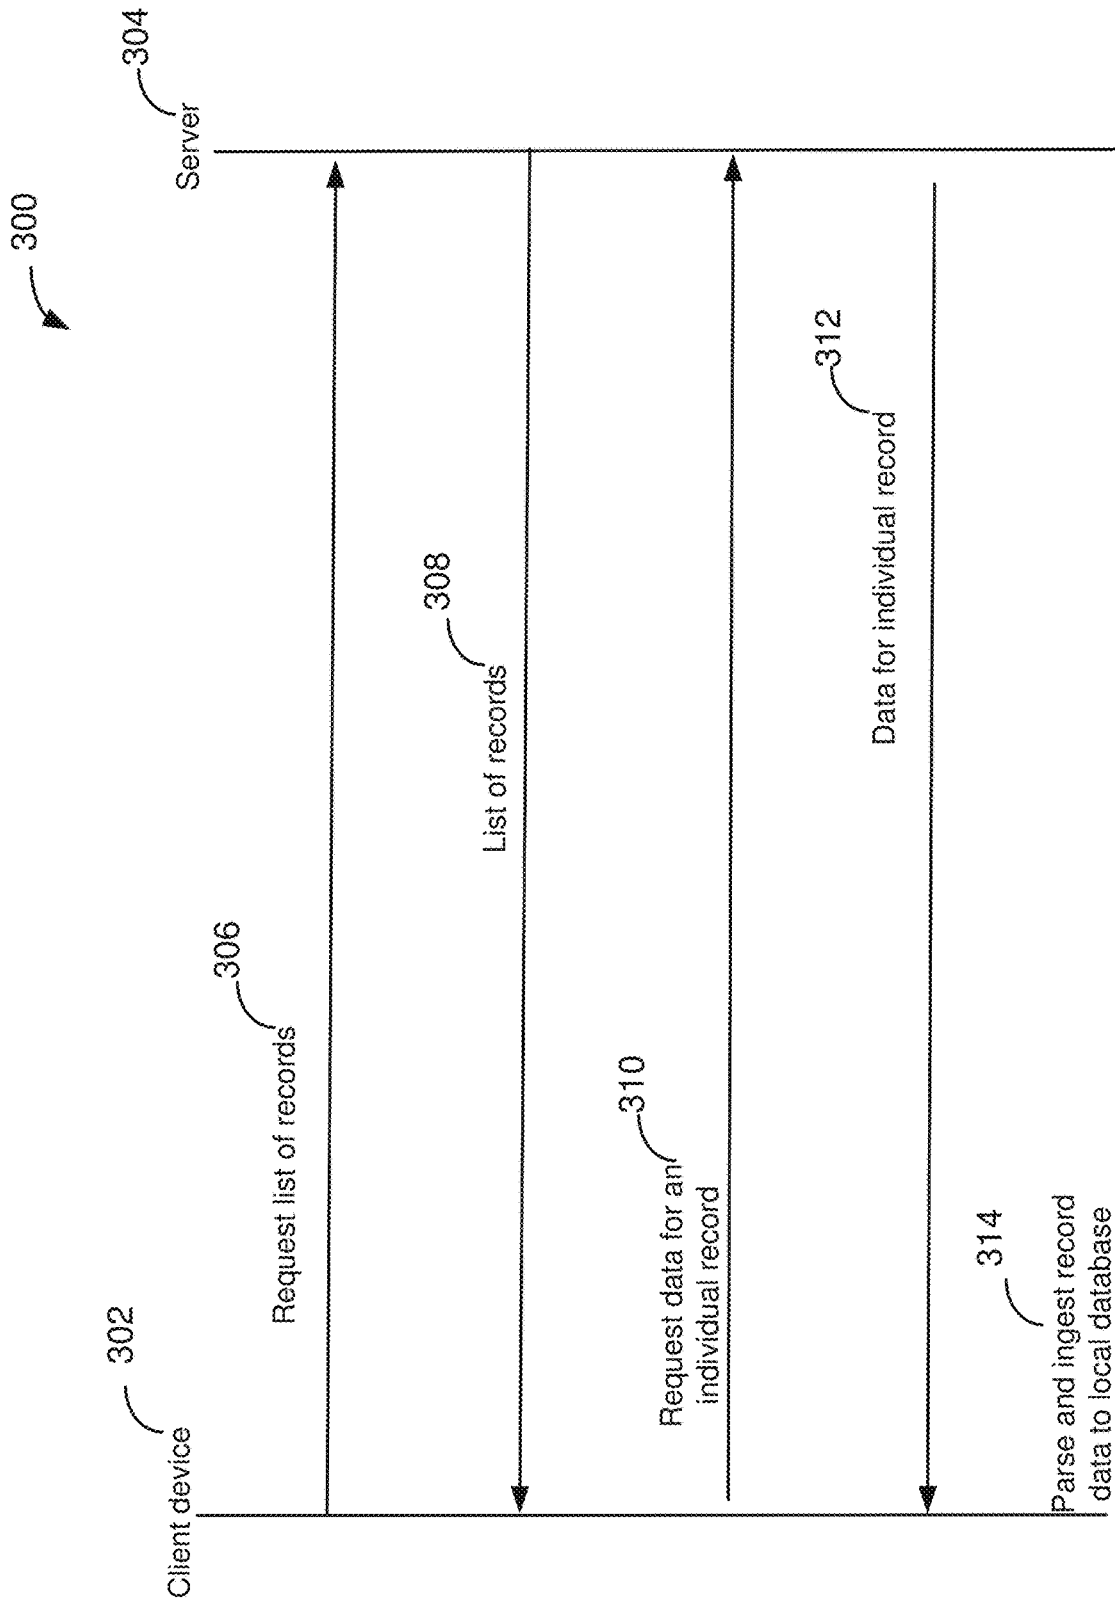 300
Client device
302
Server
304
Request list of records
306
List of records
308
Request data for an
individual record
310
Data for individual record
312
Parse and ingest record
data to local database
314